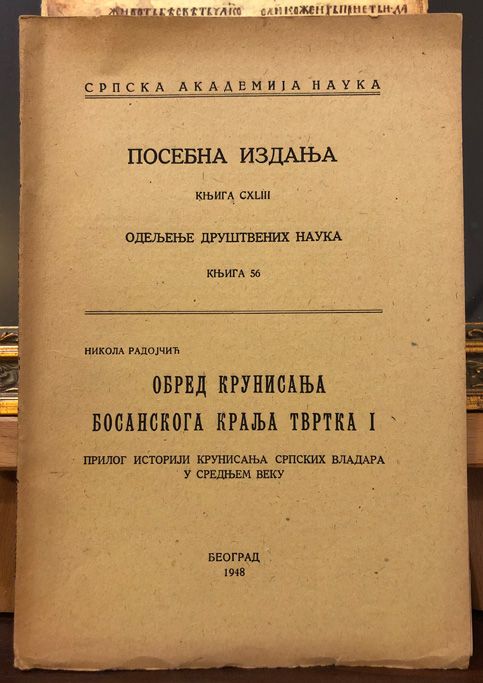 СРПСКА АКАДЕМИЈА НАУКА
ПОСЕБНА ИЗДАЊА
КЊИГА CXLIII
ОДЕЉЕЊЕ ДРУШТВЕНИХ НАУКА
КЊИГА 56
НИКОЛА РАДОЈЧИЋ
ОБРЕД КРУНИСАЊА
БОСАНСКОГА КРАЉА ТВРТКА I
ПРИЛОГ ИСТОРИЈИ КРУНИСАЊА СРПСКИХ ВЛАДАРА
У СРЕДЊЕМ ВЕКУ
БЕОГРАД
1948